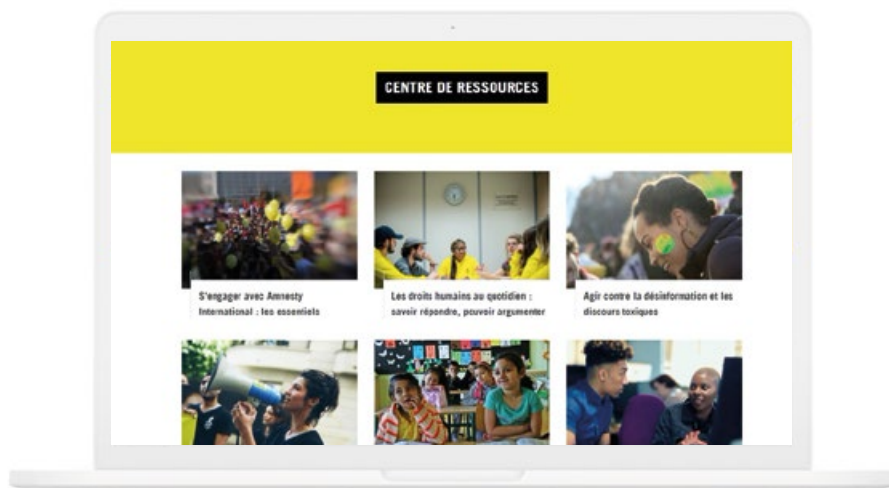 CENTRE DE RESSOURCES
S'engager avec Amnesty
International : les essentiels
Les droits humains au quotidien :
savoir répondre, pouvoir argumenter
Agir contre la désinformation et les
discours toxiques